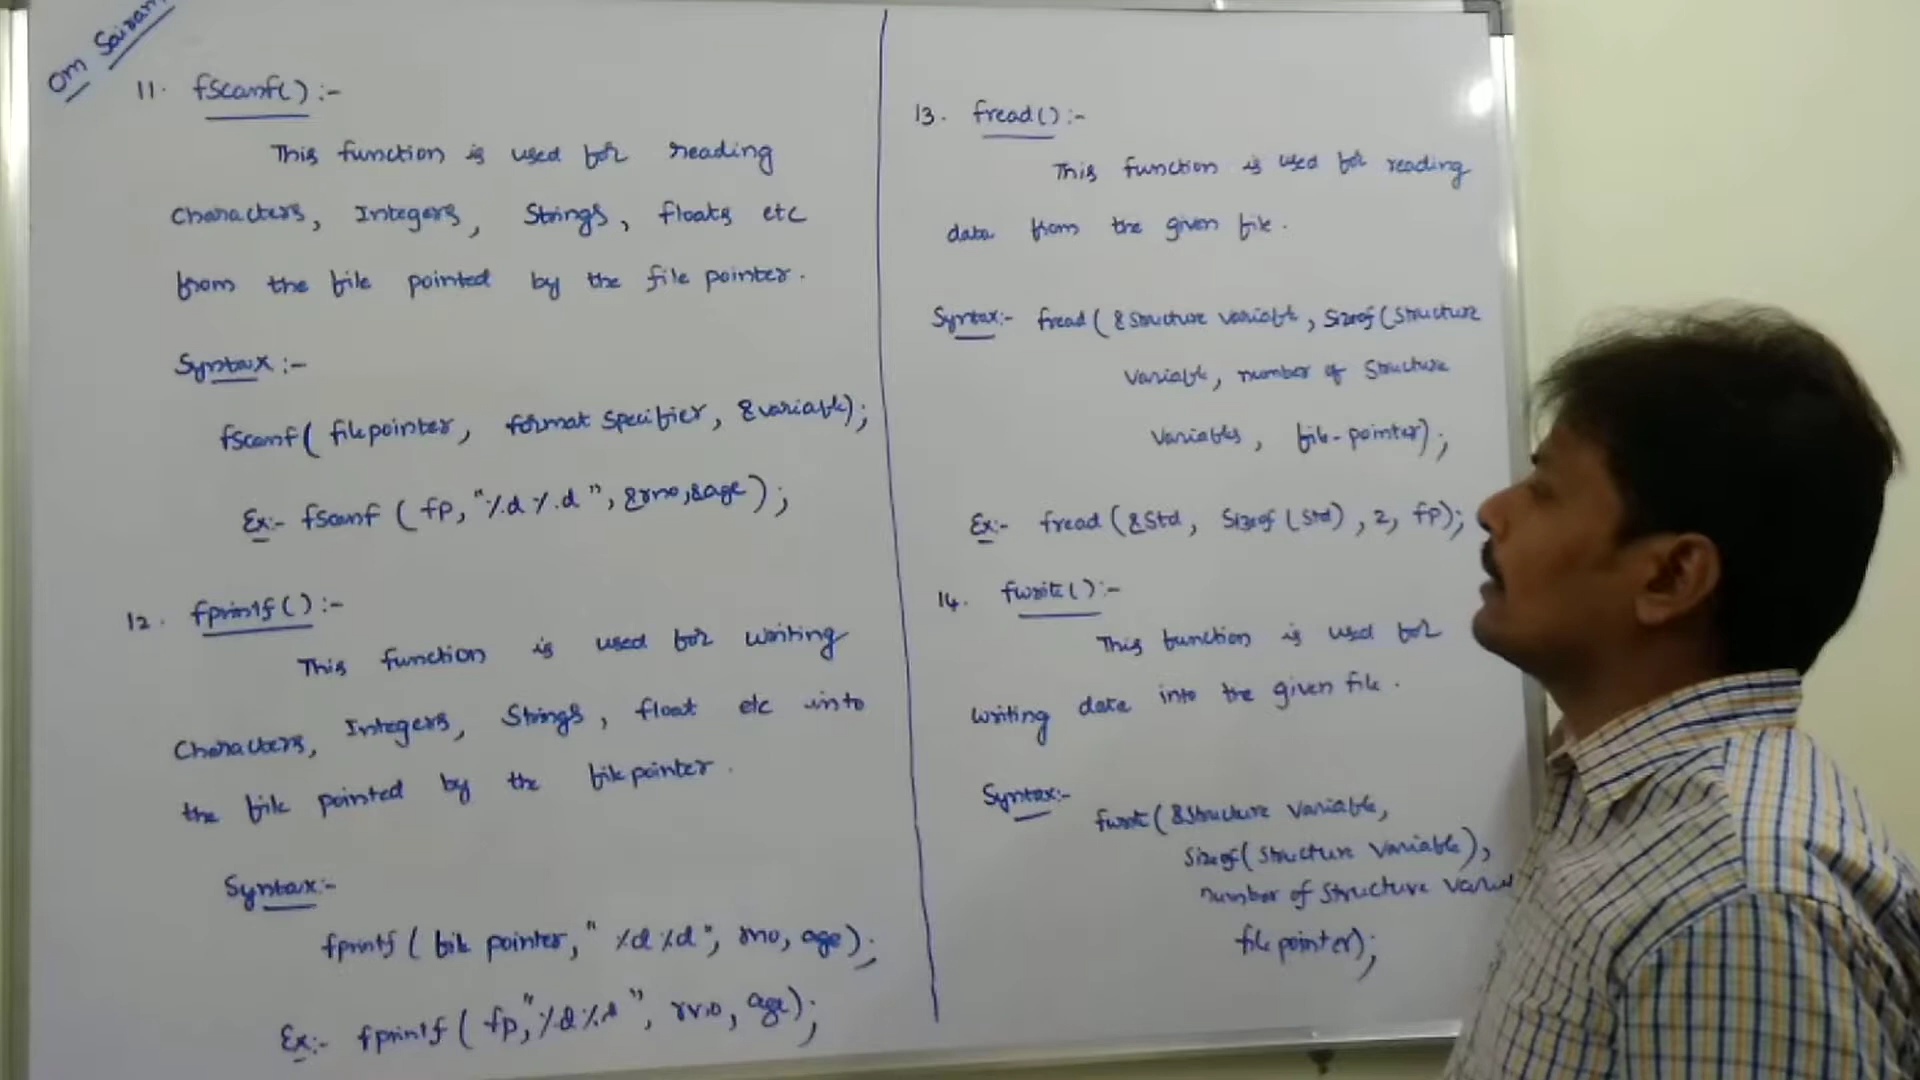 Om Sairam
11. fscanf() :-
This function is used for reading
characters, Integers, Strings, floats etc
from the file pointed by the file pointer.
Syntax :-
fscanf( filepointer, format specifier, &variable);
Ex:- fscanf ( fp, "%d %d", &rno, &age );
12. fprintf () :-
This function is used for writing
characters, Integers, Strings, float etc into
the file pointed by the filepointer.
Syntax:-
fprintf ( file pointer, " %d %d", rno, age );
Ex:- fprintf ( fp, "%d %d ", rno, age);
13. fread() :-
This function is used for reading
data from the given file.
Syntax:- fread( &structure variable, sizeof( structure
variable, number of structure
variables, file-pointer);
Ex:- fread (&std, sizeof (std), 2, fp);
14. fwrite() :-
This function is used for
writing data into the given file.
Syntax:-
fwrite( &structure variable,
sizeof( structure variable),
number of structure
file pointer);